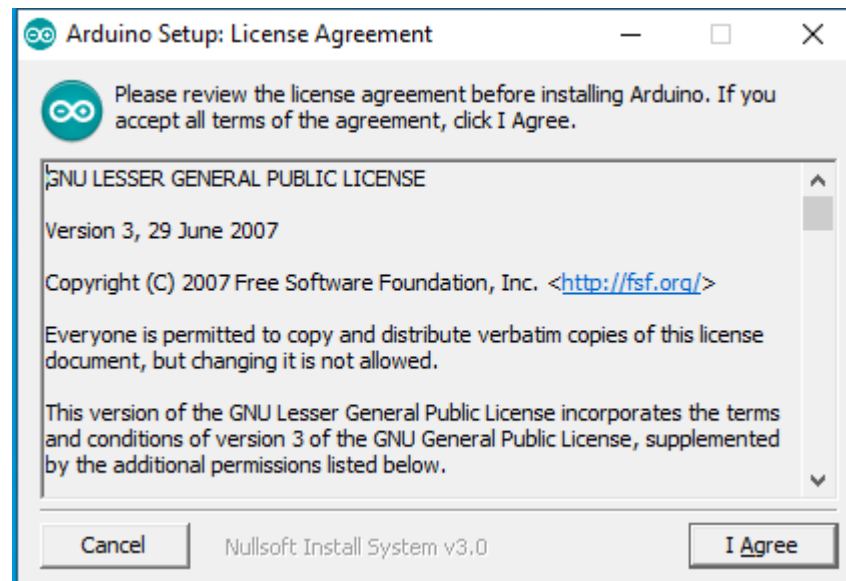 Arduino Setup: License Agreement
Please review the license agreement before installing Arduino. If you
accept all terms of the agreement, click I Agree.
GNU LESSER GENERAL PUBLIC LICENSE
Version 3, 29 June 2007
Copyright (C) 2007 Free Software Foundation, Inc. <http://fsf.org/>
Everyone is permitted to copy and distribute verbatim copies of this license
document, but changing it is not allowed.
This version of the GNU Lesser General Public License incorporates the terms
and conditions of version 3 of the GNU General Public License, supplemented
by the additional permissions listed below.
Cancel
Nullsoft Install System v3.0
I Agree